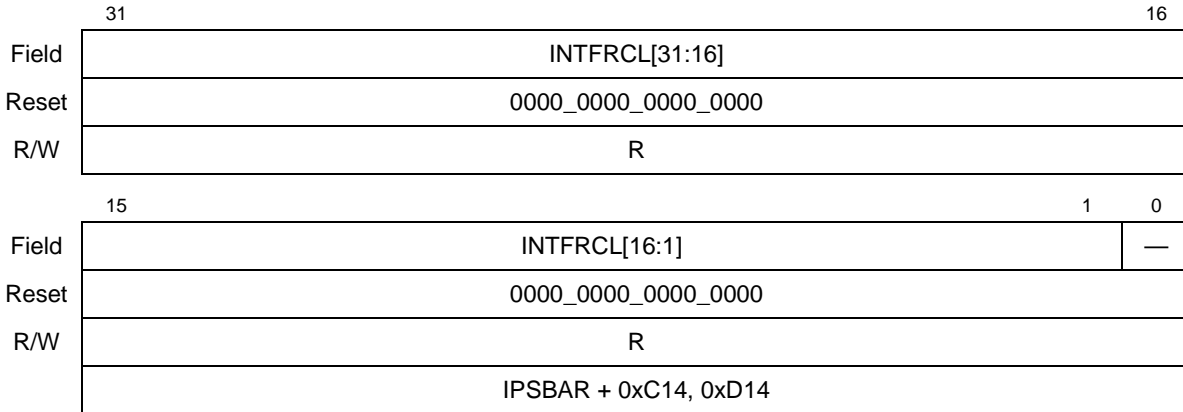 31 16
Field INTFRCL[31:16]
Reset 0000_0000_0000_0000
R/W R
15 1 0
Field INTFRCL[16:1] —
Reset 0000_0000_0000_0000
R/W R
IPSBAR + 0xC14, 0xD14